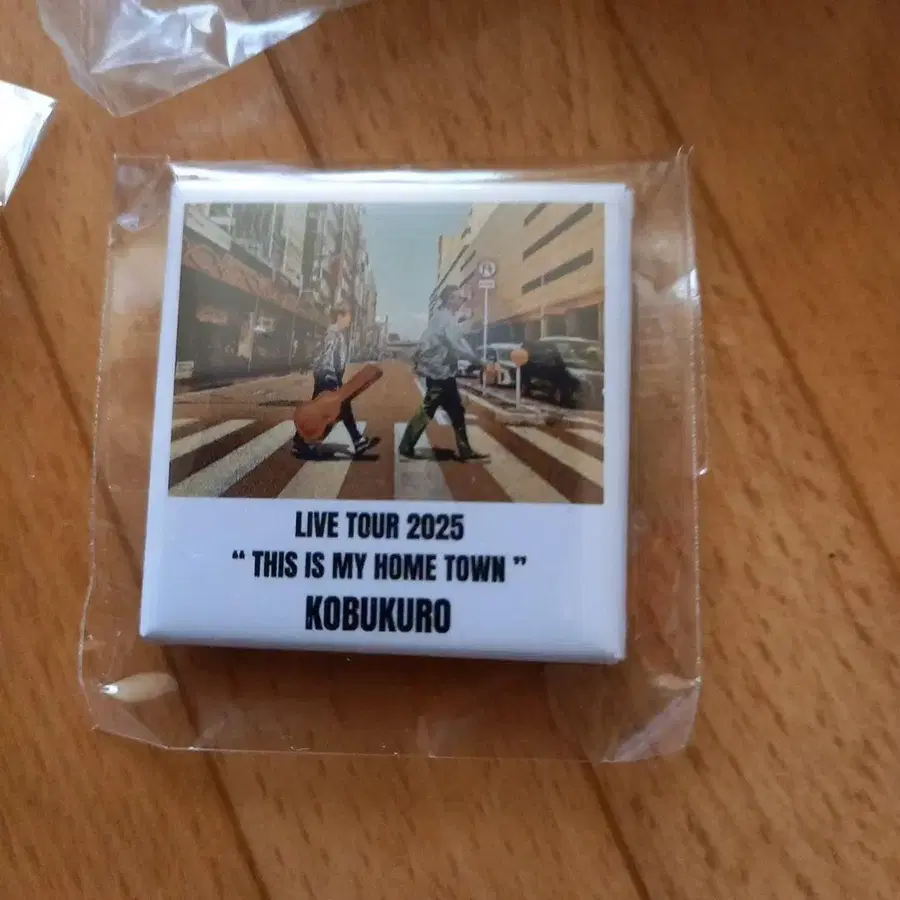 LIVE TOUR 2025
“ THIS IS MY HOME TOWN ”
KOBUKURO